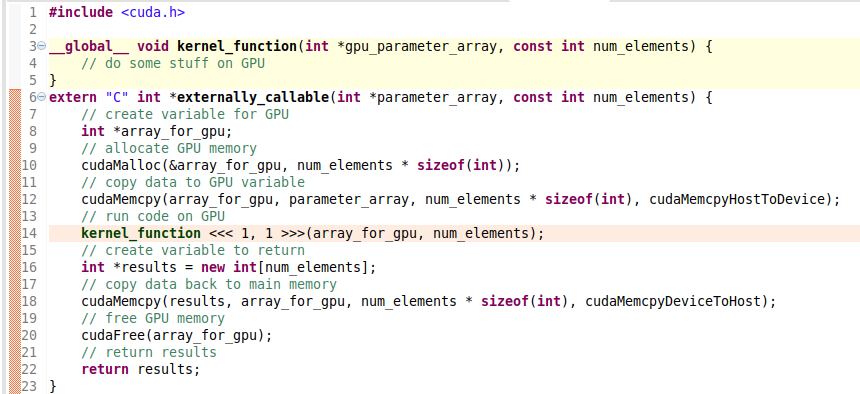 1 #include <cuda.h>
2
3 __global__ void kernel_function(int *gpu_parameter_array, const int num_elements) {
4     // do some stuff on GPU
5 }
6 extern "C" int *externally_callable(int *parameter_array, const int num_elements) {
7     // create variable for GPU
8     int *array_for_gpu;
9     // allocate GPU memory
10     cudaMalloc(&array_for_gpu, num_elements * sizeof(int));
11     // copy data to GPU variable
12     cudaMemcpy(array_for_gpu, parameter_array, num_elements * sizeof(int), cudaMemcpyHostToDevice);
13     // run code on GPU
14     kernel_function <<< 1, 1 >>>(array_for_gpu, num_elements);
15     // create variable to return
16     int *results = new int[num_elements];
17     // copy data back to main memory
18     cudaMemcpy(results, array_for_gpu, num_elements * sizeof(int), cudaMemcpyDeviceToHost);
19     // free GPU memory
20     cudaFree(array_for_gpu);
21     // return results
22     return results;
23 }